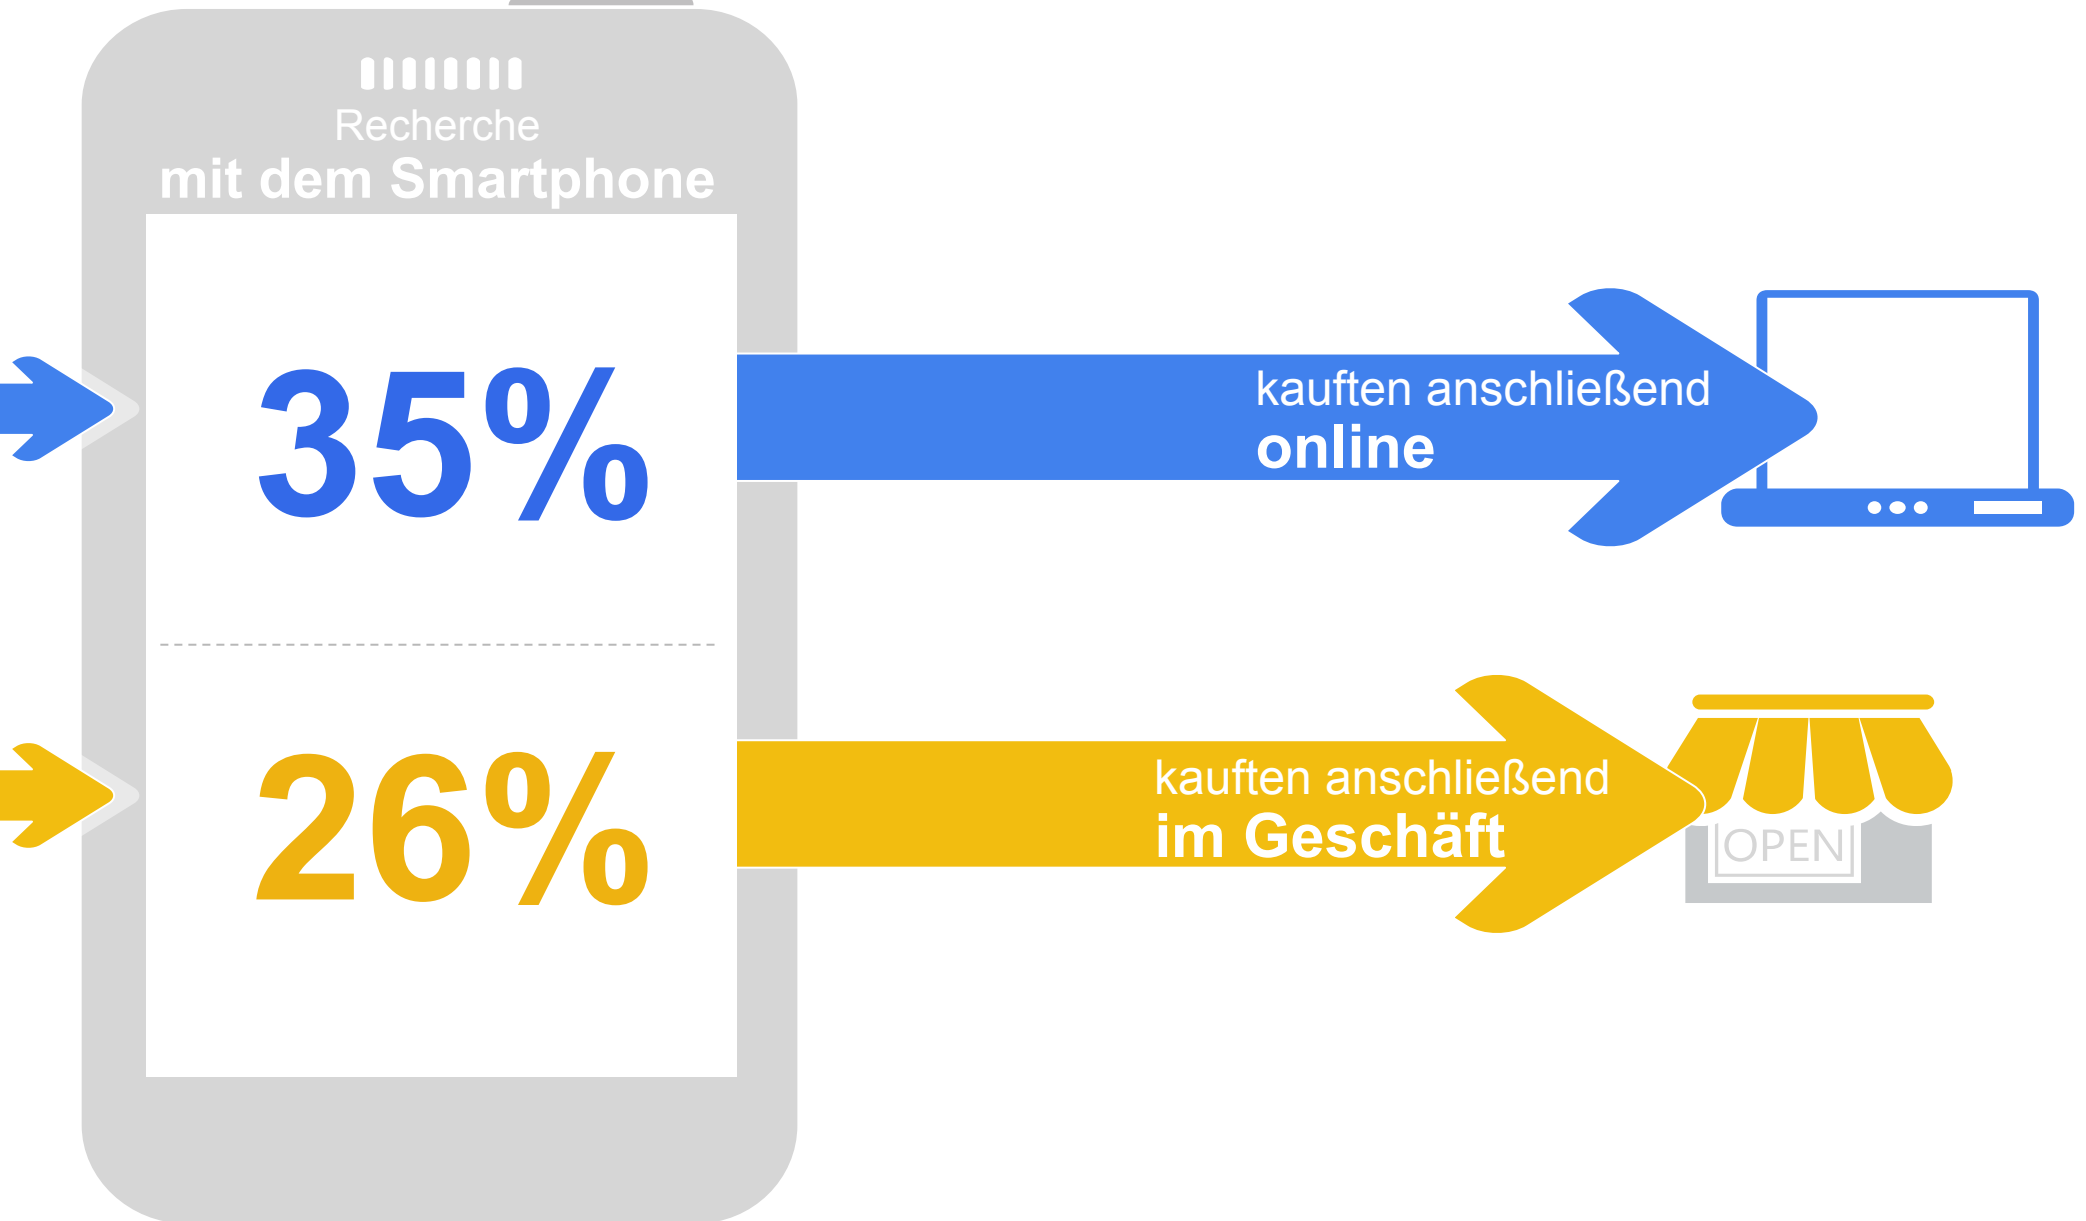 Recherche
mit dem Smartphone
35%
kauften anschließend
online
26%
kauften anschließend
im Geschäft
OPEN